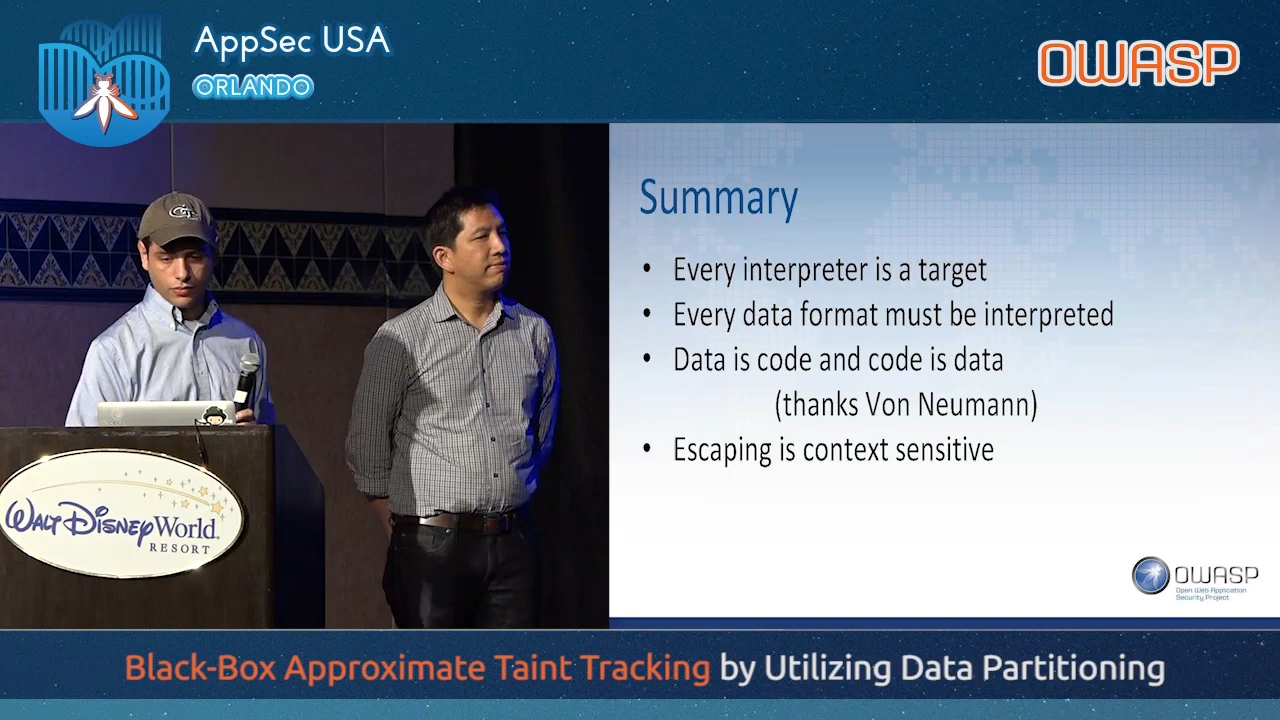 AppSec USA
ORLANDO
OWASP
Summary
• Every interpreter is a target
• Every data format must be interpreted
• Data is code and code is data
(thanks Von Neumann)
• Escaping is context sensitive
OWASP
Open Web Application
Security Project
WALT DISNEY World
RESORT
Black-Box Approximate Taint Tracking by Utilizing Data Partitioning